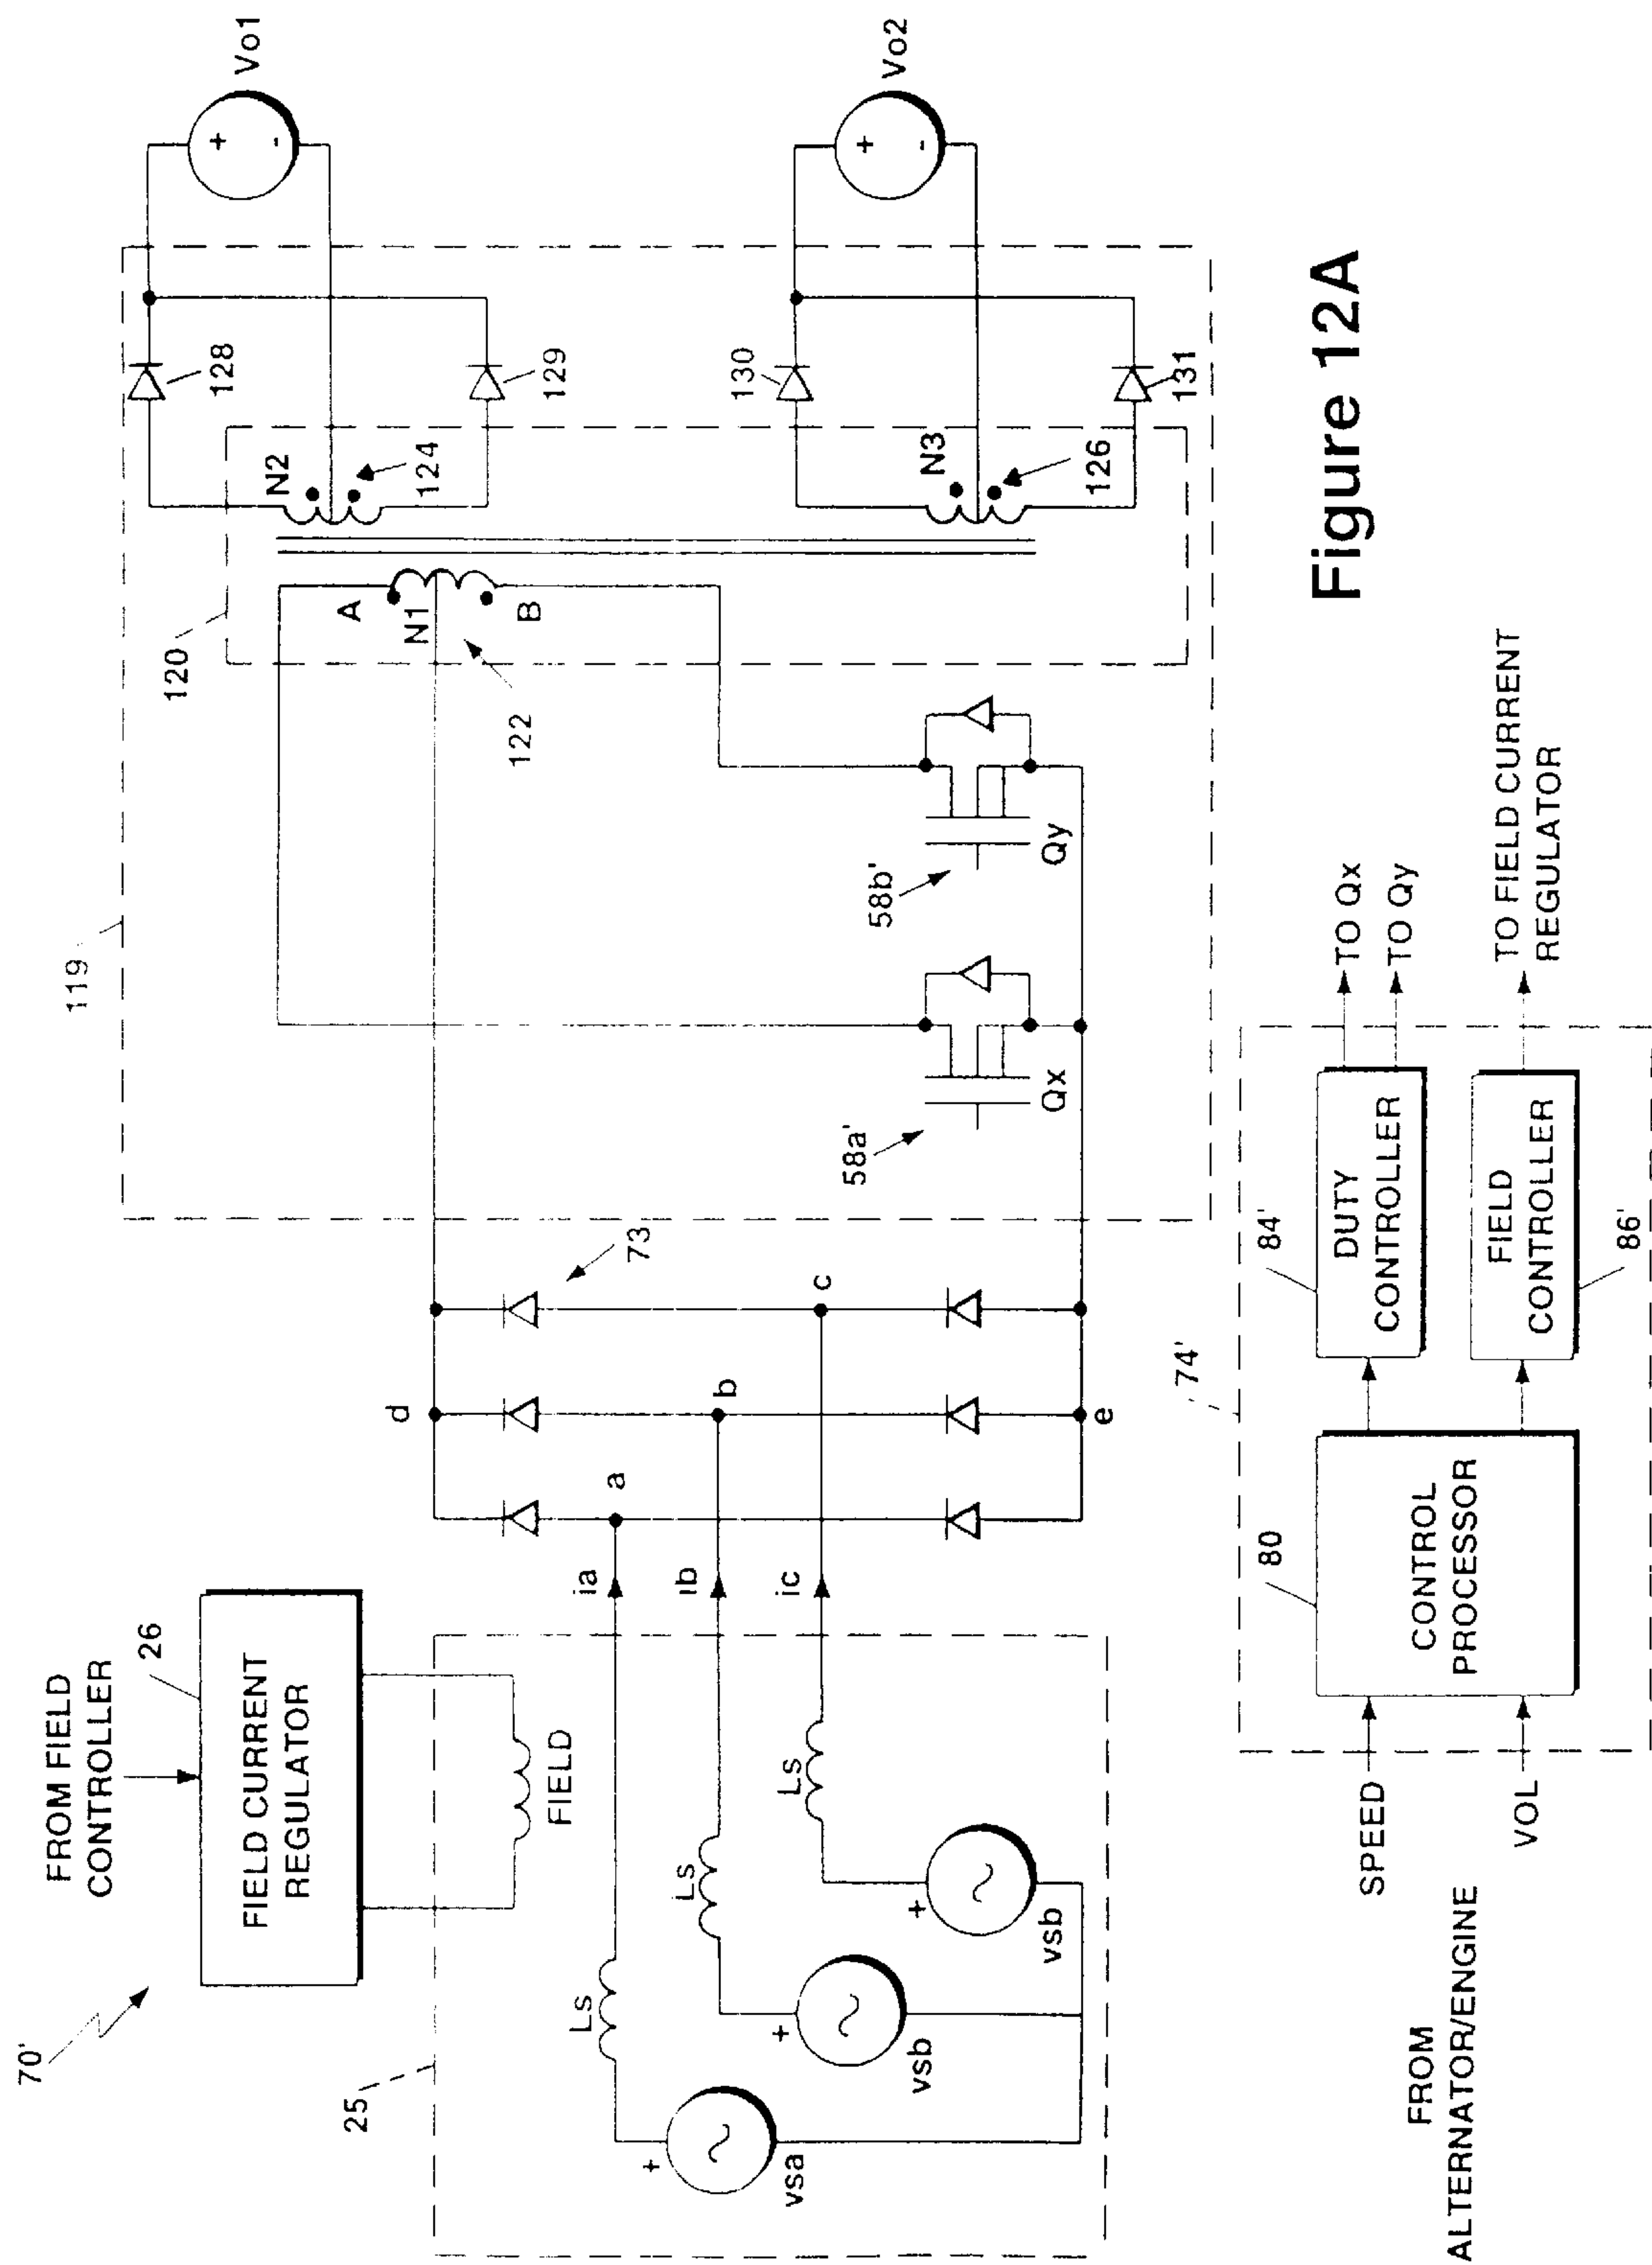 70'
FROM FIELD
CONTROLLER
26
FIELD CURRENT
REGULATOR
FIELD
25
Ls
Ls
Ls
+
+
+
vsa
vsb
vsb
ia
ıb
ic
a
b
c
d
e
73
119
120
A
N1
B
122
N2
124
N3
126
128
129
130
131
+
-
Vo1
+
-
Vo2
58a'
Qx
58b'
Qy
74'
FROM
ALTERNATOR/ENGINE
SPEED
VOL
80
CONTROL
PROCESSOR
84'
DUTY
CONTROLLER
FIELD
CONTROLLER
86'
TO Qx
TO Qy
TO FIELD CURRENT
REGULATOR
Figure 12A